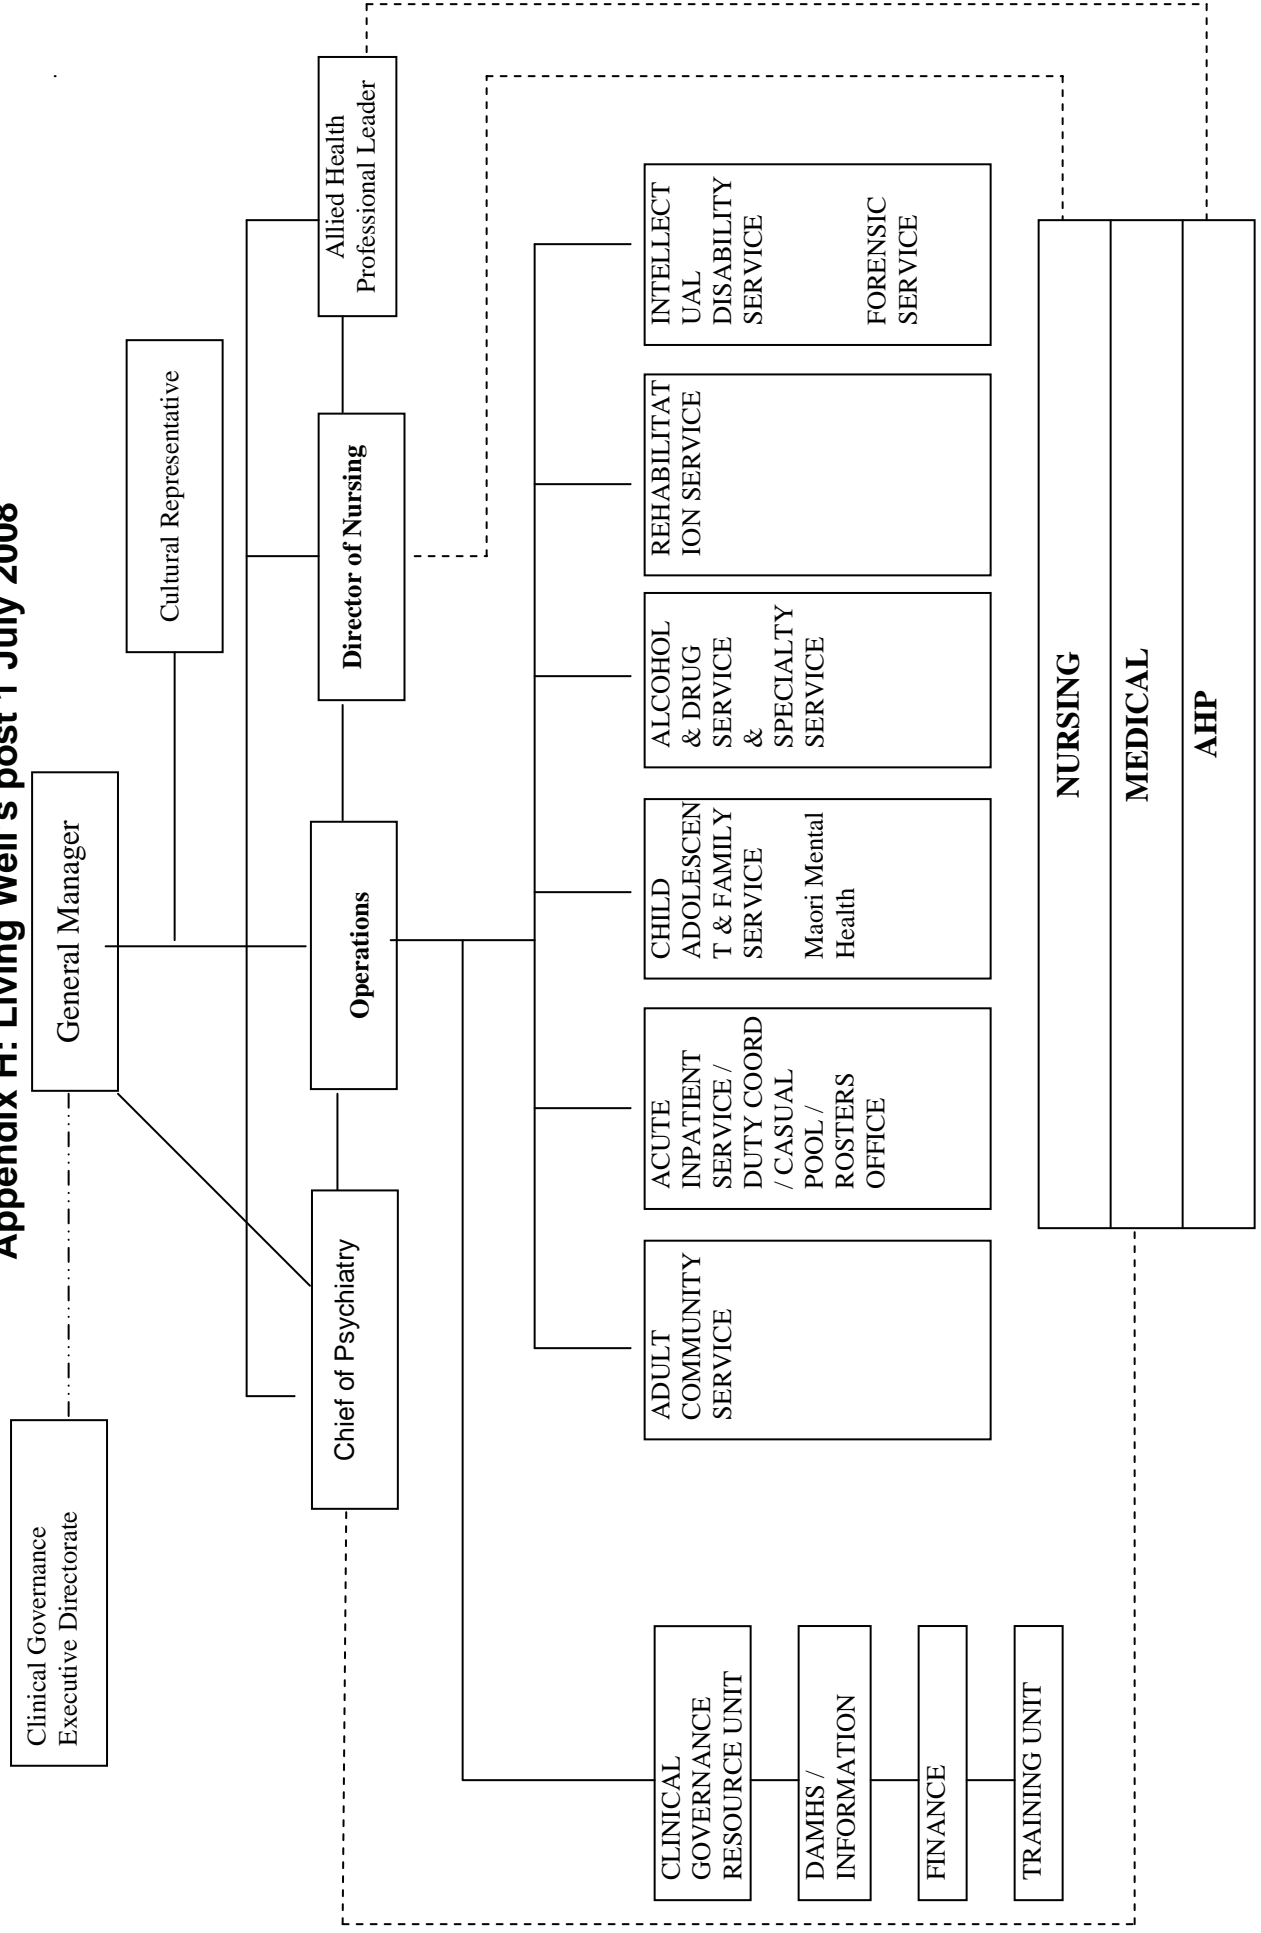 Appendix H: Living Well's post 1 July 2008
Clinical Governance
Executive Directorate
General Manager
Cultural Representative
Chief of Psychiatry
Operations
Director of Nursing
Allied Health
Professional Leader
CLINICAL
GOVERNANCE
RESOURCE UNIT
DAMHS /
INFORMATION
FINANCE
TRAINING UNIT
ADULT
COMMUNITY
SERVICE
ACUTE
INPATIENT
SERVICE /
DUTY COORD
/ CASUAL
POOL /
ROSTERS
OFFICE
CHILD
ADOLESCEN
T & FAMILY
SERVICE
Maori Mental
Health
ALCOHOL
& DRUG
SERVICE
&
SPECIALTY
SERVICE
REHABILITAT
ION SERVICE
INTELLECT
UAL
DISABILITY
SERVICE
FORENSIC
SERVICE
NURSING
MEDICAL
AHP